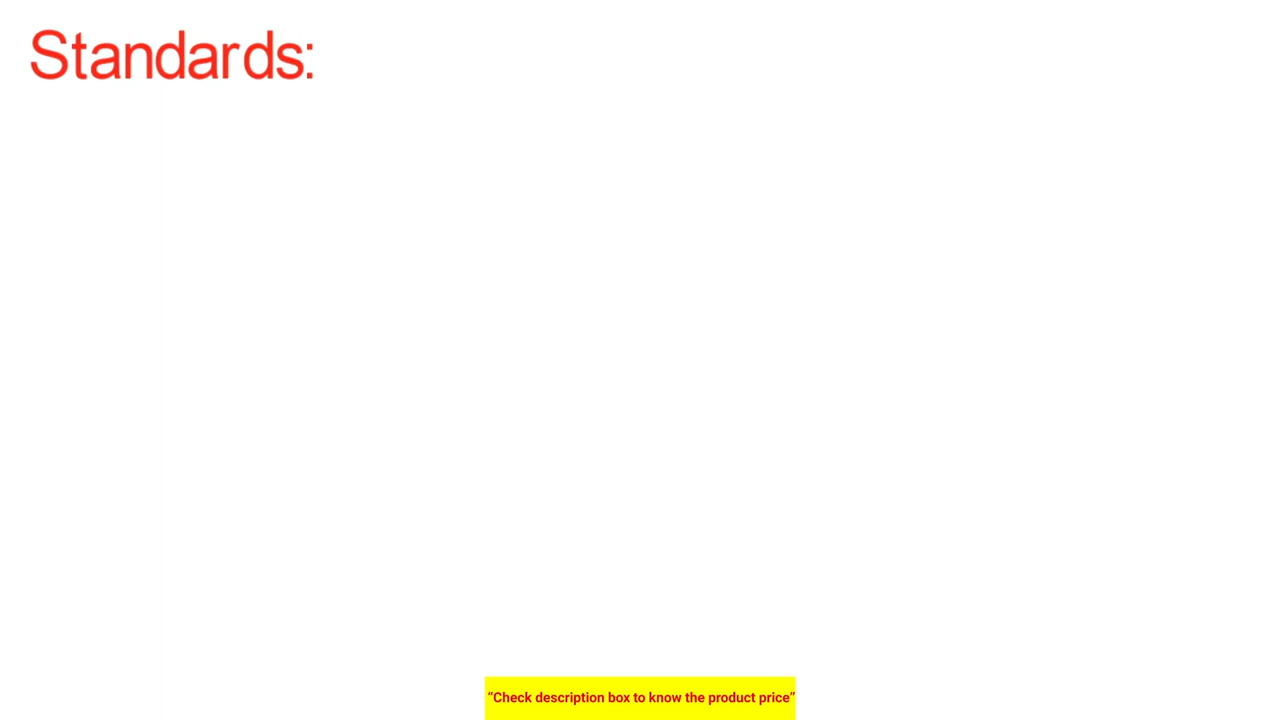 Standards:
“Check description box to know the product price”